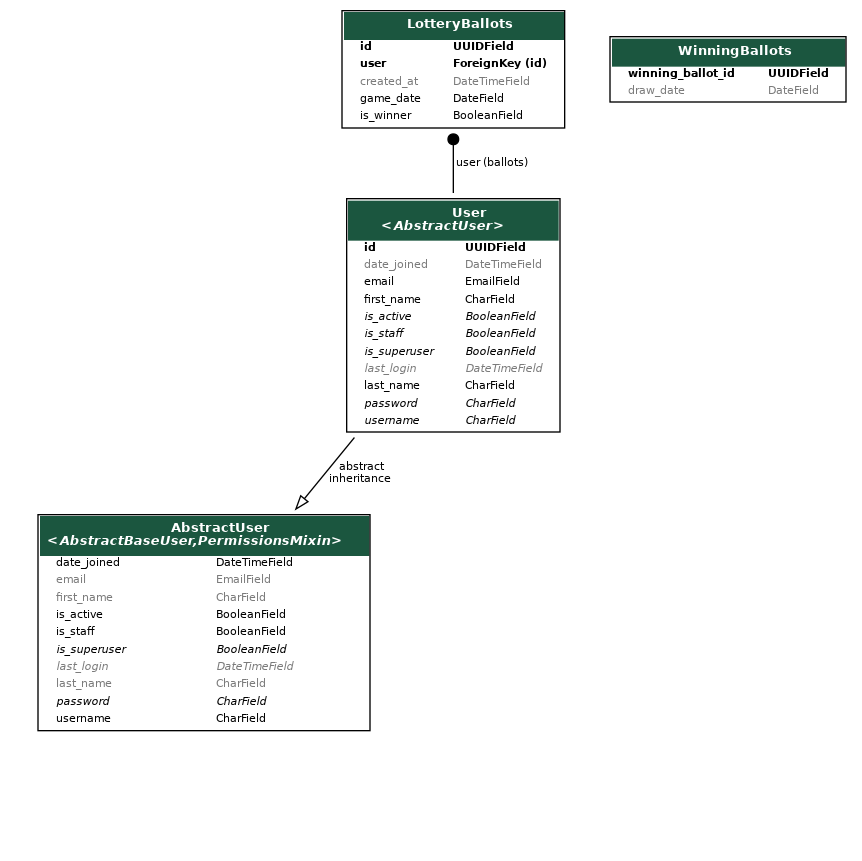 LotteryBallots
id UUIDField
user ForeignKey (id)
created_at DateTimeField
game_date DateField
is_winner BooleanField
WinningBallots
winning_ballot_id UUIDField
draw_date DateField
user (ballots)
User
<AbstractUser>
id UUIDField
date_joined DateTimeField
email EmailField
first_name CharField
is_active BooleanField
is_staff BooleanField
is_superuser BooleanField
last_login DateTimeField
last_name CharField
password CharField
username CharField
abstract
inheritance
AbstractUser
<AbstractBaseUser,PermissionsMixin>
date_joined DateTimeField
email EmailField
first_name CharField
is_active BooleanField
is_staff BooleanField
is_superuser BooleanField
last_login DateTimeField
last_name CharField
password CharField
username CharField